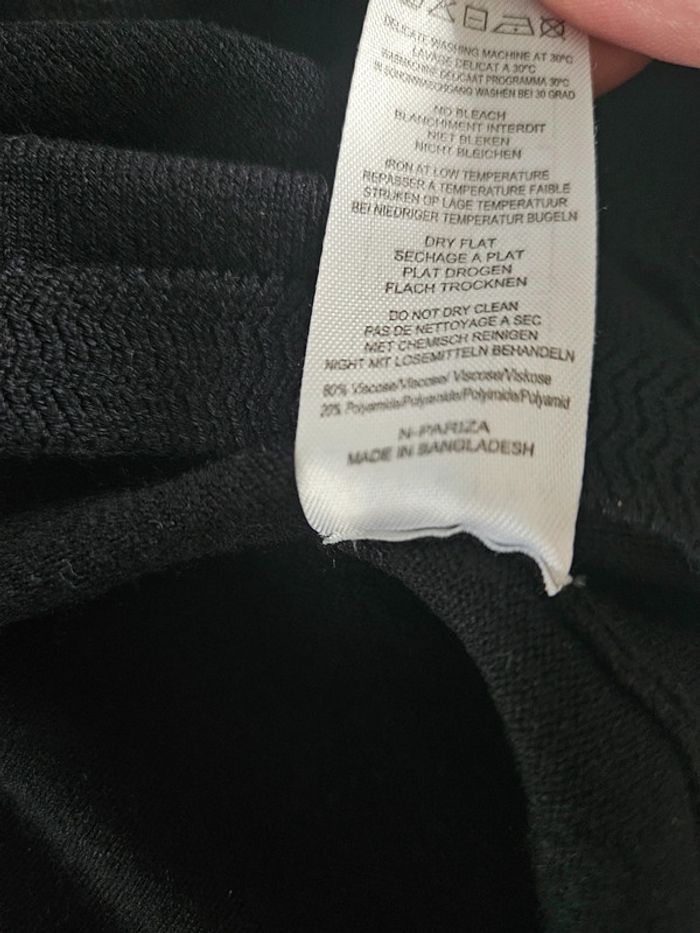 DELICATE WASHING MACHINE AT 30°C
LAVAGE DELICAT A 30°C
WASMACHINE DELICAAT PROGRAMMA 30°C
IN SCHONWASCHGANG WASHEN BEI 30 GRAD
NO BLEACH
BLANCHIMENT INTERDIT
NIET BLEKEN
NICHT BLEICHEN
IRON AT LOW TEMPERATURE
REPASSER A TEMPERATURE FAIBLE
STRIJKEN OP LAGE TEMPERATUUR
BEI NIEDRIGER TEMPERATUR BUGELN
DRY FLAT
SECHAGE A PLAT
PLAT DROGEN
FLACH TROCKNEN
DO NOT DRY CLEAN
PAS DE NETTOYAGE A SEC
NIET CHEMISCH REINIGEN
NIGHT MIT LOSEMITTELN BEHANDELN
80% Viscose/Viscose/ Viscose/Viskose
20% Polyamide/Polyamide/Polyimide/Polyamid
N-PARIZA
MADE IN BANGLADESH